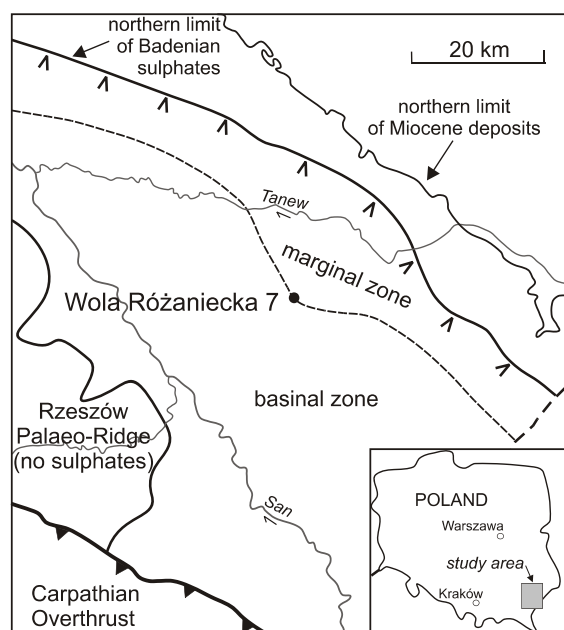 northern limit
of Badenian
sulphates
20 km
northern limit
of Miocene deposits
Tanew
marginal zone
Wola Różaniecka 7
basinal zone
Rzeszów
Palaeo-Ridge
(no sulphates)
San
Carpathian
Overthrust
POLAND
Warszawa
study area
Kraków